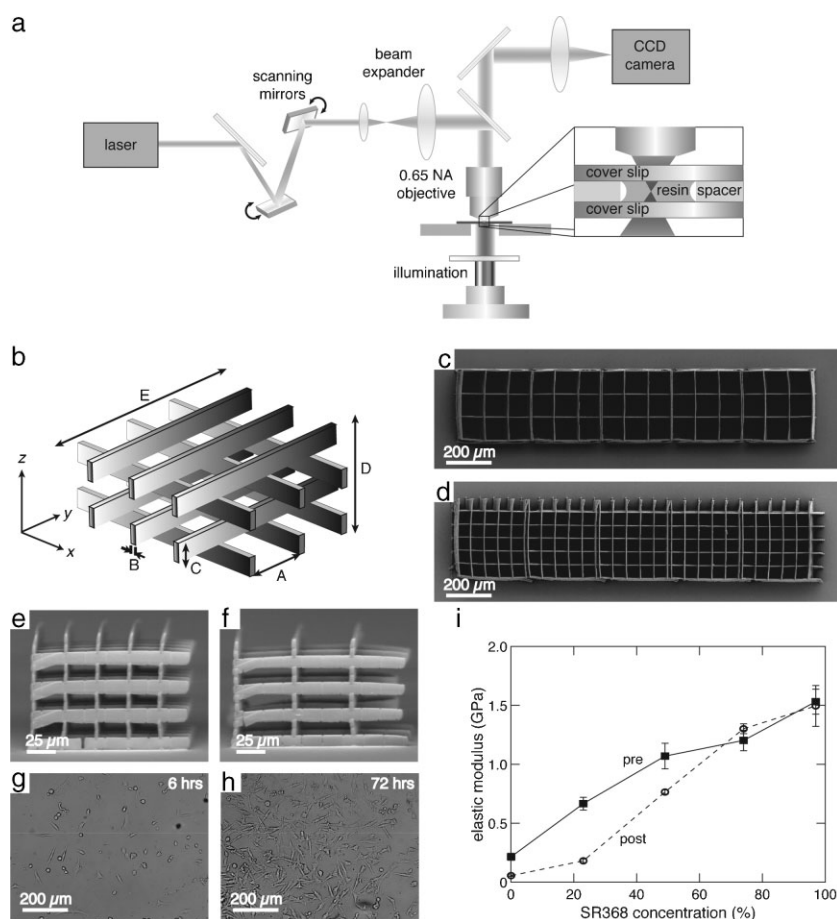 a
laser
scanning
mirrors
beam
expander
CCD
camera
0.65 NA
objective
illumination
cover slip
resin spacer
cover slip
b
E
D
z
y
x
B
C
A
c
200 µm
d
200 µm
e
25 µm
f
25 µm
g
6 hrs
200 µm
h
72 hrs
200 µm
i
elastic modulus (GPa)
2.0
1.5
1.0
0.5
0
pre
post
0 20 40 60 80 100
SR368 concentration (%)